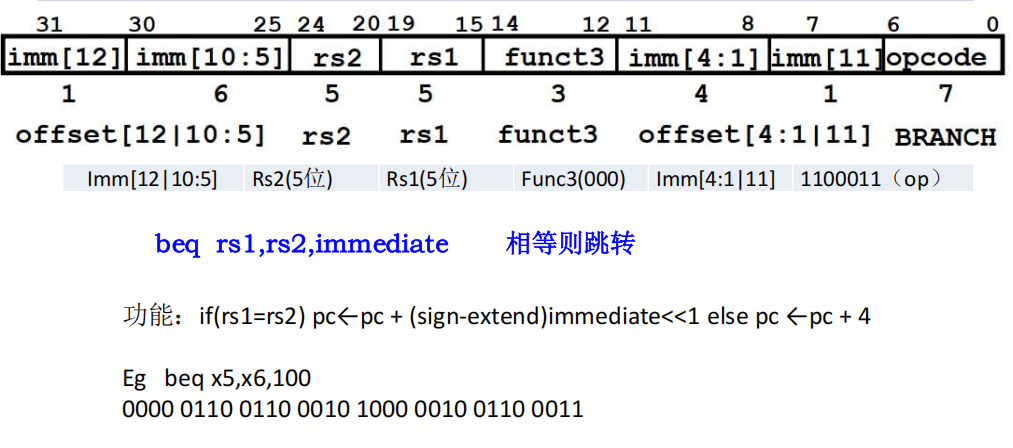 31 30 25 24 20 19 15 14 12 11 8 7 6 0
imm[12] imm[10:5] rs2 rs1 funct3 imm[4:1] imm[11] opcode
1 6 5 5 3 4 1 7
offset[12|10:5] rs2 rs1 funct3 offset[4:1|11] BRANCH
Imm[12|10:5] Rs2(5位) Rs1(5位) Func3(000) Imm[4:1|11] 1100011（op）
beq rs1,rs2,immediate 相等则跳转
功能：if(rs1=rs2) pc←pc + (sign-extend)immediate<<1 else pc ←pc + 4
Eg beq x5,x6,100
0000 0110 0110 0010 1000 0010 0110 0011